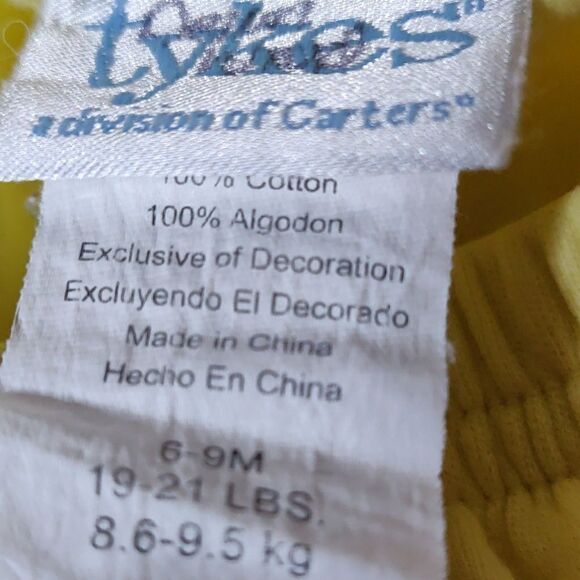 tykes™
a division of Carters®
100% Cotton
100% Algodon
Exclusive of Decoration
Excluyendo El Decorado
Made in China
Hecho En China
6-9M
19-21 LBS.
8.6-9.5 kg